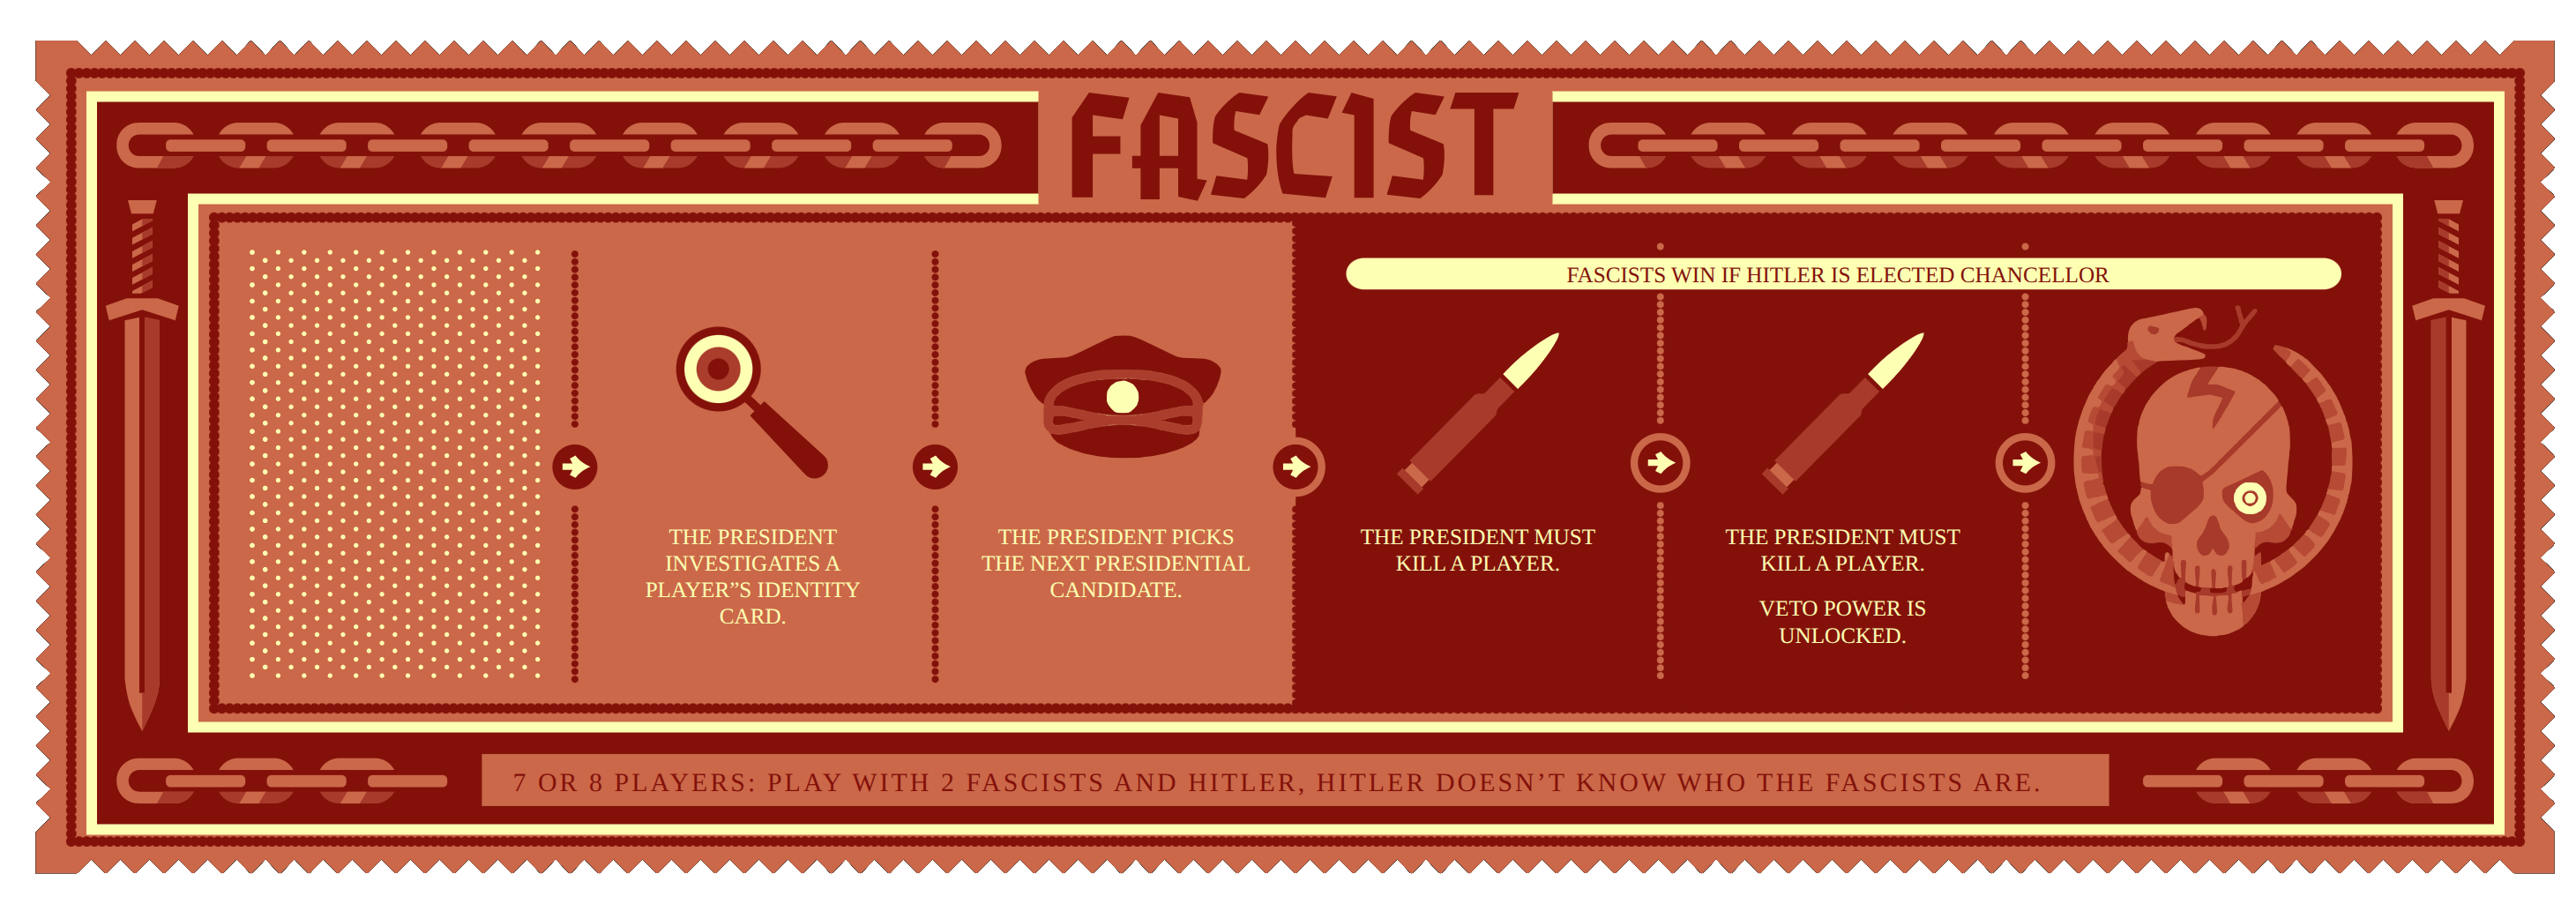 FASCIST
FASCISTS WIN IF HITLER IS ELECTED CHANCELLOR
THE PRESIDENT
INVESTIGATES A
PLAYER”S IDENTITY
CARD.
THE PRESIDENT PICKS
THE NEXT PRESIDENTIAL
CANDIDATE.
THE PRESIDENT MUST
KILL A PLAYER.
THE PRESIDENT MUST
KILL A PLAYER.
VETO POWER IS
UNLOCKED.
7 OR 8 PLAYERS: PLAY WITH 2 FASCISTS AND HITLER, HITLER DOESN’T KNOW WHO THE FASCISTS ARE.